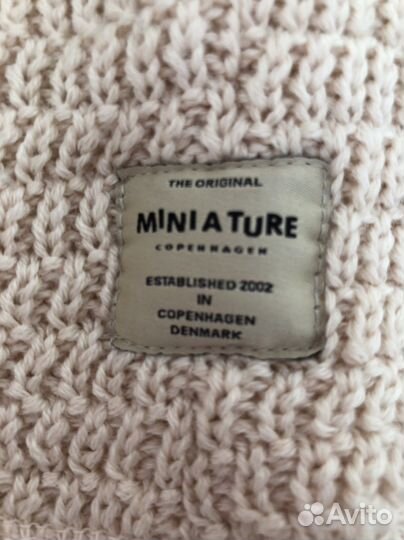 THE ORIGINAL
MINIATURE
COPENHAGEN
ESTABLISHED 2002
IN
COPENHAGEN
DENMARK
Avito